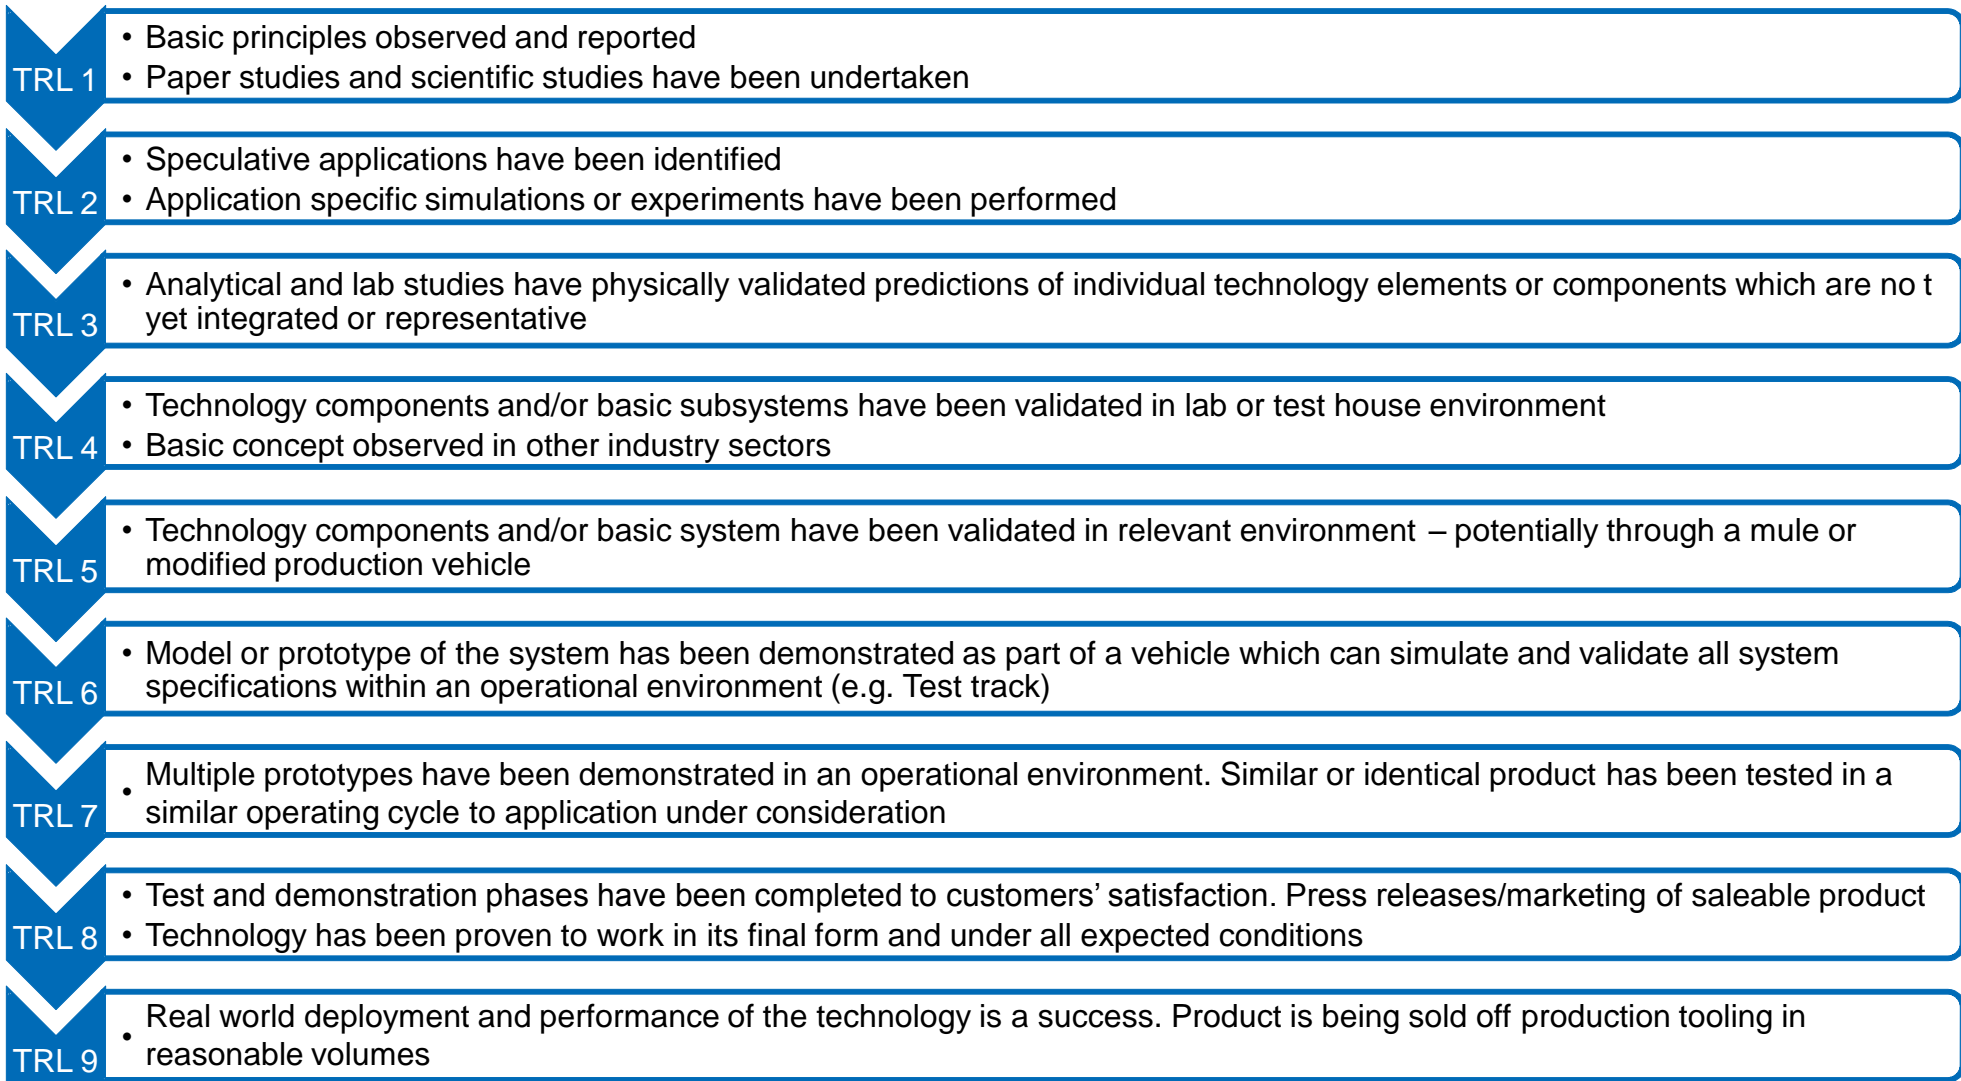 TRL 1
• Basic principles observed and reported
• Paper studies and scientific studies have been undertaken
TRL 2
• Speculative applications have been identified
• Application specific simulations or experiments have been performed
TRL 3
• Analytical and lab studies have physically validated predictions of individual technology elements or components which are no t
yet integrated or representative
TRL 4
• Technology components and/or basic subsystems have been validated in lab or test house environment
• Basic concept observed in other industry sectors
TRL 5
• Technology components and/or basic system have been validated in relevant environment – potentially through a mule or
modified production vehicle
TRL 6
• Model or prototype of the system has been demonstrated as part of a vehicle which can simulate and validate all system
specifications within an operational environment (e.g. Test track)
TRL 7
• Multiple prototypes have been demonstrated in an operational environment. Similar or identical product has been tested in a
similar operating cycle to application under consideration
TRL 8
• Test and demonstration phases have been completed to customers’ satisfaction. Press releases/marketing of saleable product
• Technology has been proven to work in its final form and under all expected conditions
TRL 9
• Real world deployment and performance of the technology is a success. Product is being sold off production tooling in
reasonable volumes